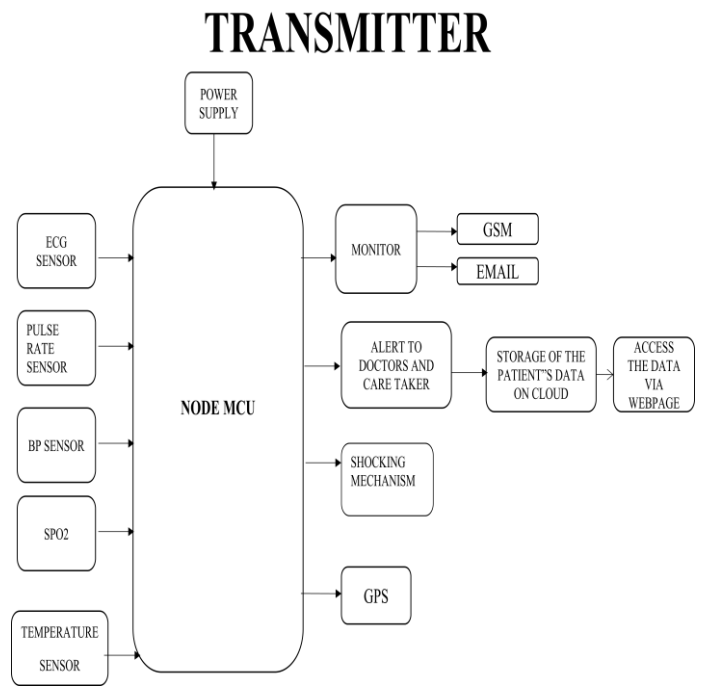 TRANSMITTER
POWER
SUPPLY
ECG
SENSOR
PULSE
RATE
SENSOR
BP SENSOR
SPO2
TEMPERATURE
SENSOR
NODE MCU
MONITOR
GSM
EMAIL
ALERT TO
DOCTORS AND
CARE TAKER
STORAGE OF THE
PATIENT"S DATA
ON CLOUD
ACCESS
THE DATA
VIA
WEBPAGE
SHOCKING
MECHANISM
GPS